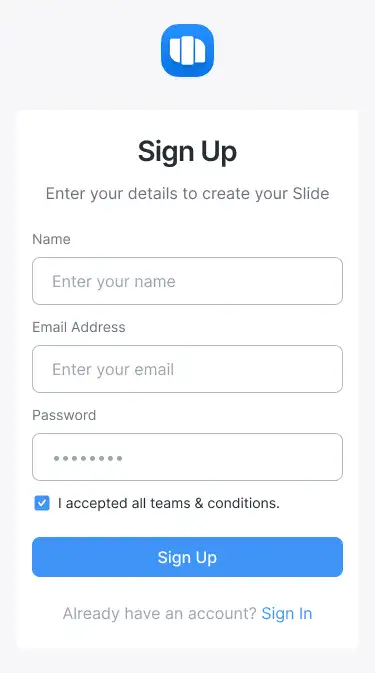 Sign Up
Enter your details to create your Slide
Name
Enter your name
Email Address
Enter your email
Password
••••••••
I accepted all teams & conditions.
Sign Up
Already have an account? Sign In